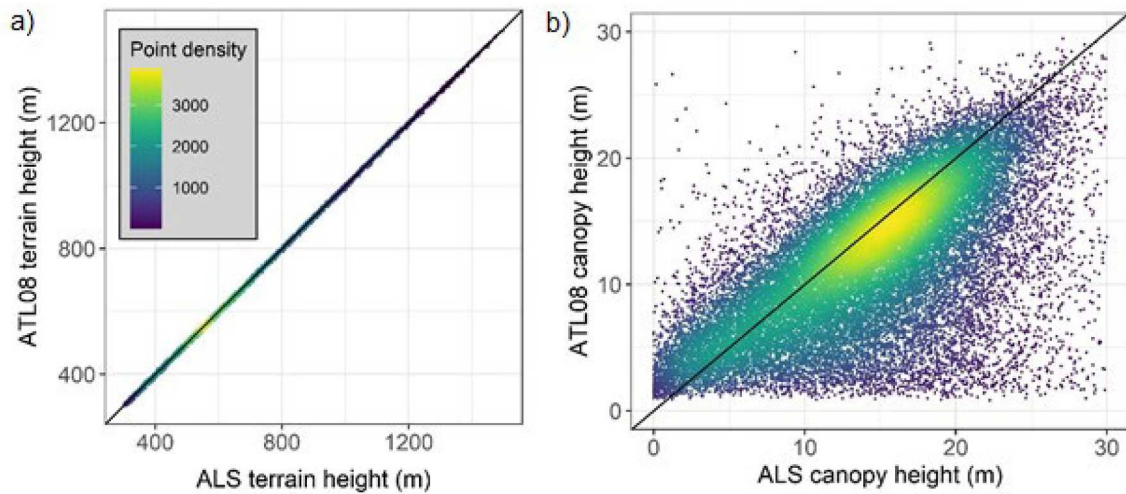 a)
Point density
3000
2000
1000
ATL08 terrain height (m)
1200
800
400
400 800 1200
ALS terrain height (m)
b)
ATL08 canopy height (m)
30
20
10
0
0 10 20 30
ALS canopy height (m)